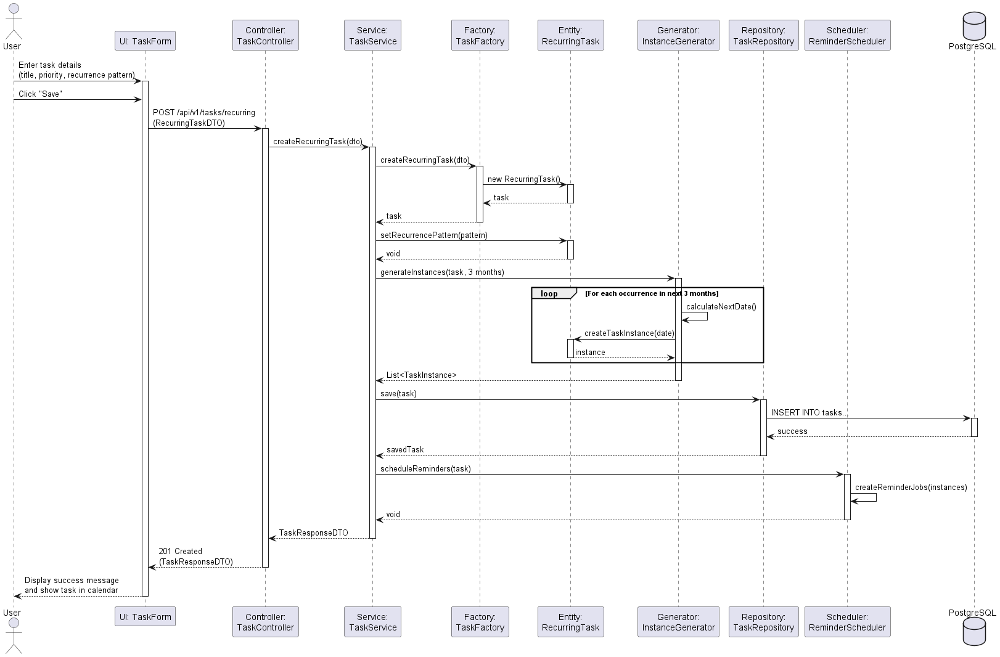 User
UI: TaskForm
Controller:
TaskController
Service:
TaskService
Factory:
TaskFactory
Entity:
RecurringTask
Generator:
InstanceGenerator
Repository:
TaskRepository
Scheduler:
ReminderScheduler
PostgreSQL
Enter task details
(title, priority, recurrence pattern)
Click "Save"
POST /api/v1/tasks/recurring
(RecurringTaskDTO)
createRecurringTask(dto)
createRecurringTask(dto)
new RecurringTask()
task
task
setRecurrencePattern(pattern)
void
generateInstances(task, 3 months)
loop
[For each occurrence in next 3 months]
calculateNextDate()
createTaskInstance(date)
instance
List<TaskInstance>
save(task)
INSERT INTO tasks...
success
savedTask
scheduleReminders(task)
createReminderJobs(instances)
void
TaskResponseDTO
201 Created
(TaskResponseDTO)
Display success message
and show task in calendar
User
UI: TaskForm
Controller:
TaskController
Service:
TaskService
Factory:
TaskFactory
Entity:
RecurringTask
Generator:
InstanceGenerator
Repository:
TaskRepository
Scheduler:
ReminderScheduler
PostgreSQL